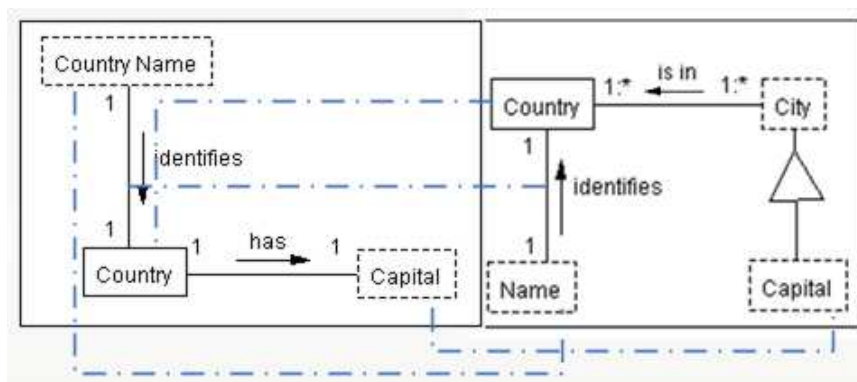 Country Name
1
identifies
1
Country
1
has
1
Capital
Country
1:*
is in
1:*
City
1
identifies
1
Name
Capital